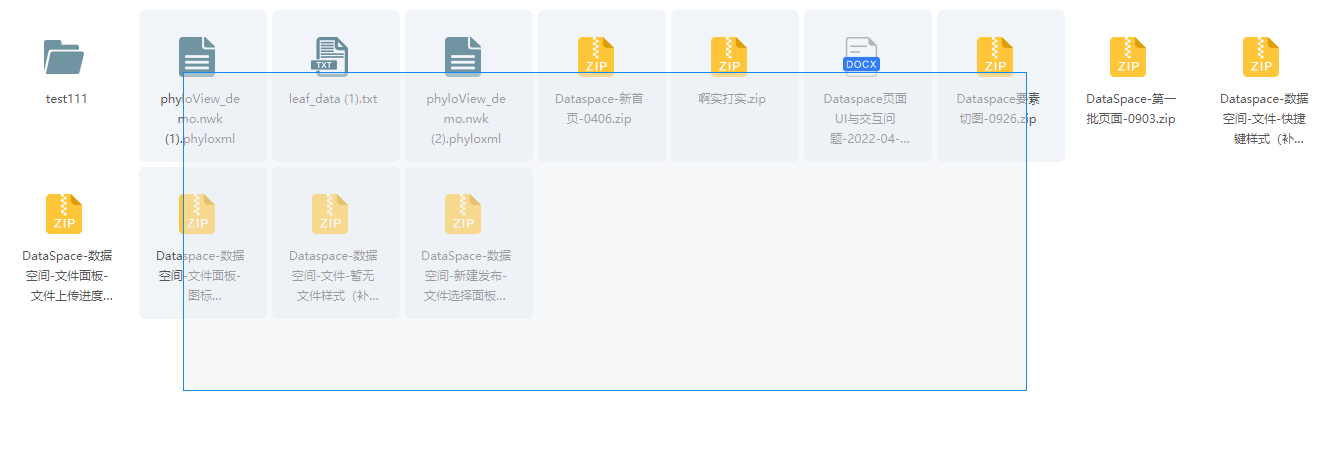 test111
phyloView_de
mo.nwk
(1).phyloxml
TXT
leaf_data (1).txt
phyloView_de
mo.nwk
(2).phyloxml
ZIP
Dataspace-新首
页-0406.zip
ZIP
啊实打实.zip
DOCX
Dataspace页面
UI与交互问
题-2022-04-...
ZIP
Dataspace要素
切图-0926.zip
ZIP
DataSpace-第一
批页面-0903.zip
ZIP
Dataspace-数据
空间-文件-快捷
键样式（补...
ZIP
DataSpace-数据
空间-文件面板-
文件上传进度...
ZIP
Dataspace-数据
空间-文件面板-
图标...
ZIP
Dataspace-数据
空间-文件-暂无
文件样式（补...
ZIP
DataSpace-数据
空间-新建发布-
文件选择面板...